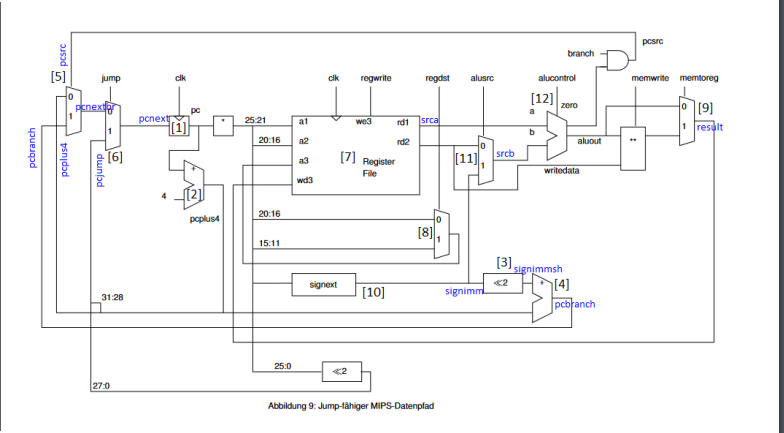 pcsrc
pcsrc
branch
[5]
jump
clk
clk
regwrite
regdst
alusrc
alucontrol
memwrite
memtoreg
[12]
zero
0
pcnextbr
0
pc
a
0
[9]
1
pcnext
[1]
*
25:21
a1
we3
rd1
srca
b
1
result
1
20:16
a2
rd2
0
aluout
**
[6]
[7]
Register
File
[11]
srcb
pcbranch
pcplus4
pcjump
+
a3
1
writedata
4
[2]
wd3
pcplus4
20:16
0
[8]
1
15:11
[3]
signimmsh
signext
[10]
signimm
≪2
+
[4]
pcbranch
31:28
25:0
≪2
27:0
Abbildung 9: Jump-fähiger MIPS-Datenpfad